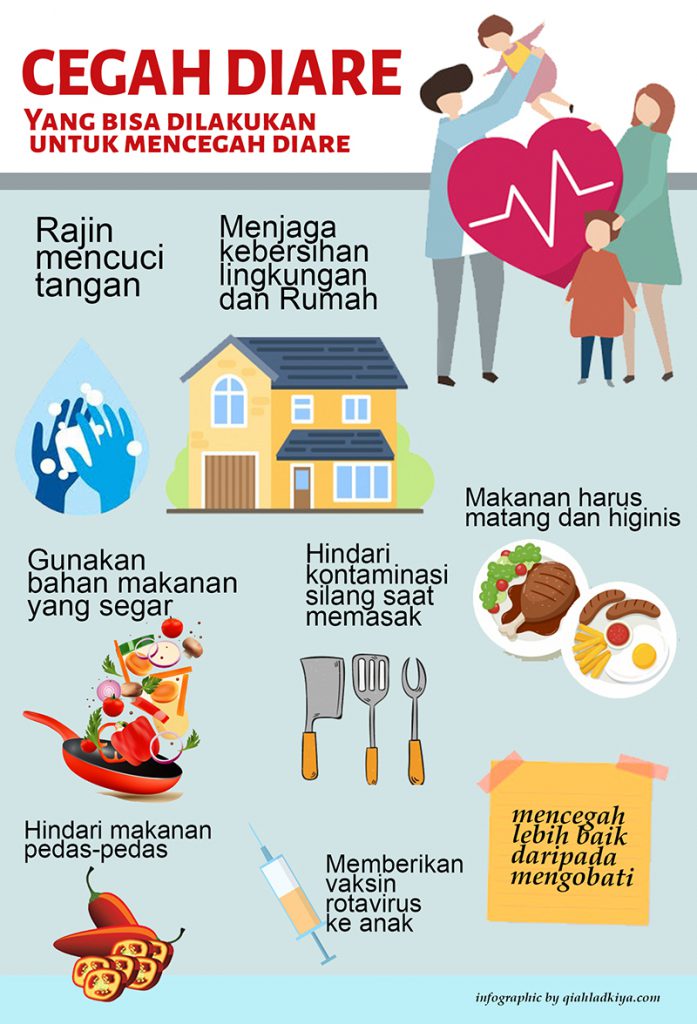 CEGAH DIARE
YANG BISA DILAKUKAN
UNTUK MENCEGAH DIARE
Rajin
mencuci
tangan
Menjaga
kebersihan
lingkungan
dan Rumah
Makanan harus
matang dan higinis
Gunakan
bahan makanan
yang segar
Hindari
kontaminasi
silang saat
memasak
Hindari makanan
pedas-pedas
Memberikan
vaksin
rotavirus
ke anak
mencegah
lebih baik
daripada
mengobati
infographic by qiahladkiya.com